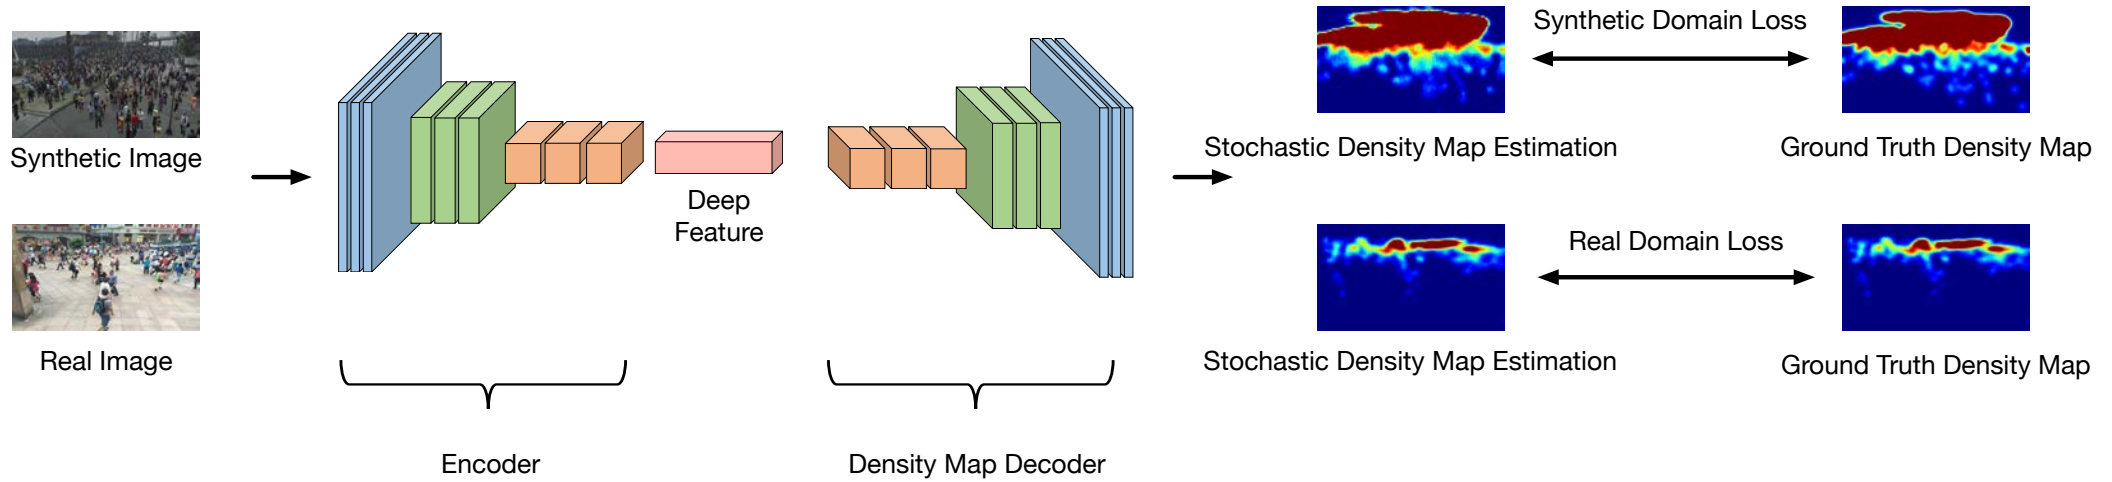 Synthetic Image
Real Image
Deep
Feature
Encoder
Density Map Decoder
Synthetic Domain Loss
Stochastic Density Map Estimation
Ground Truth Density Map
Real Domain Loss
Stochastic Density Map Estimation
Ground Truth Density Map